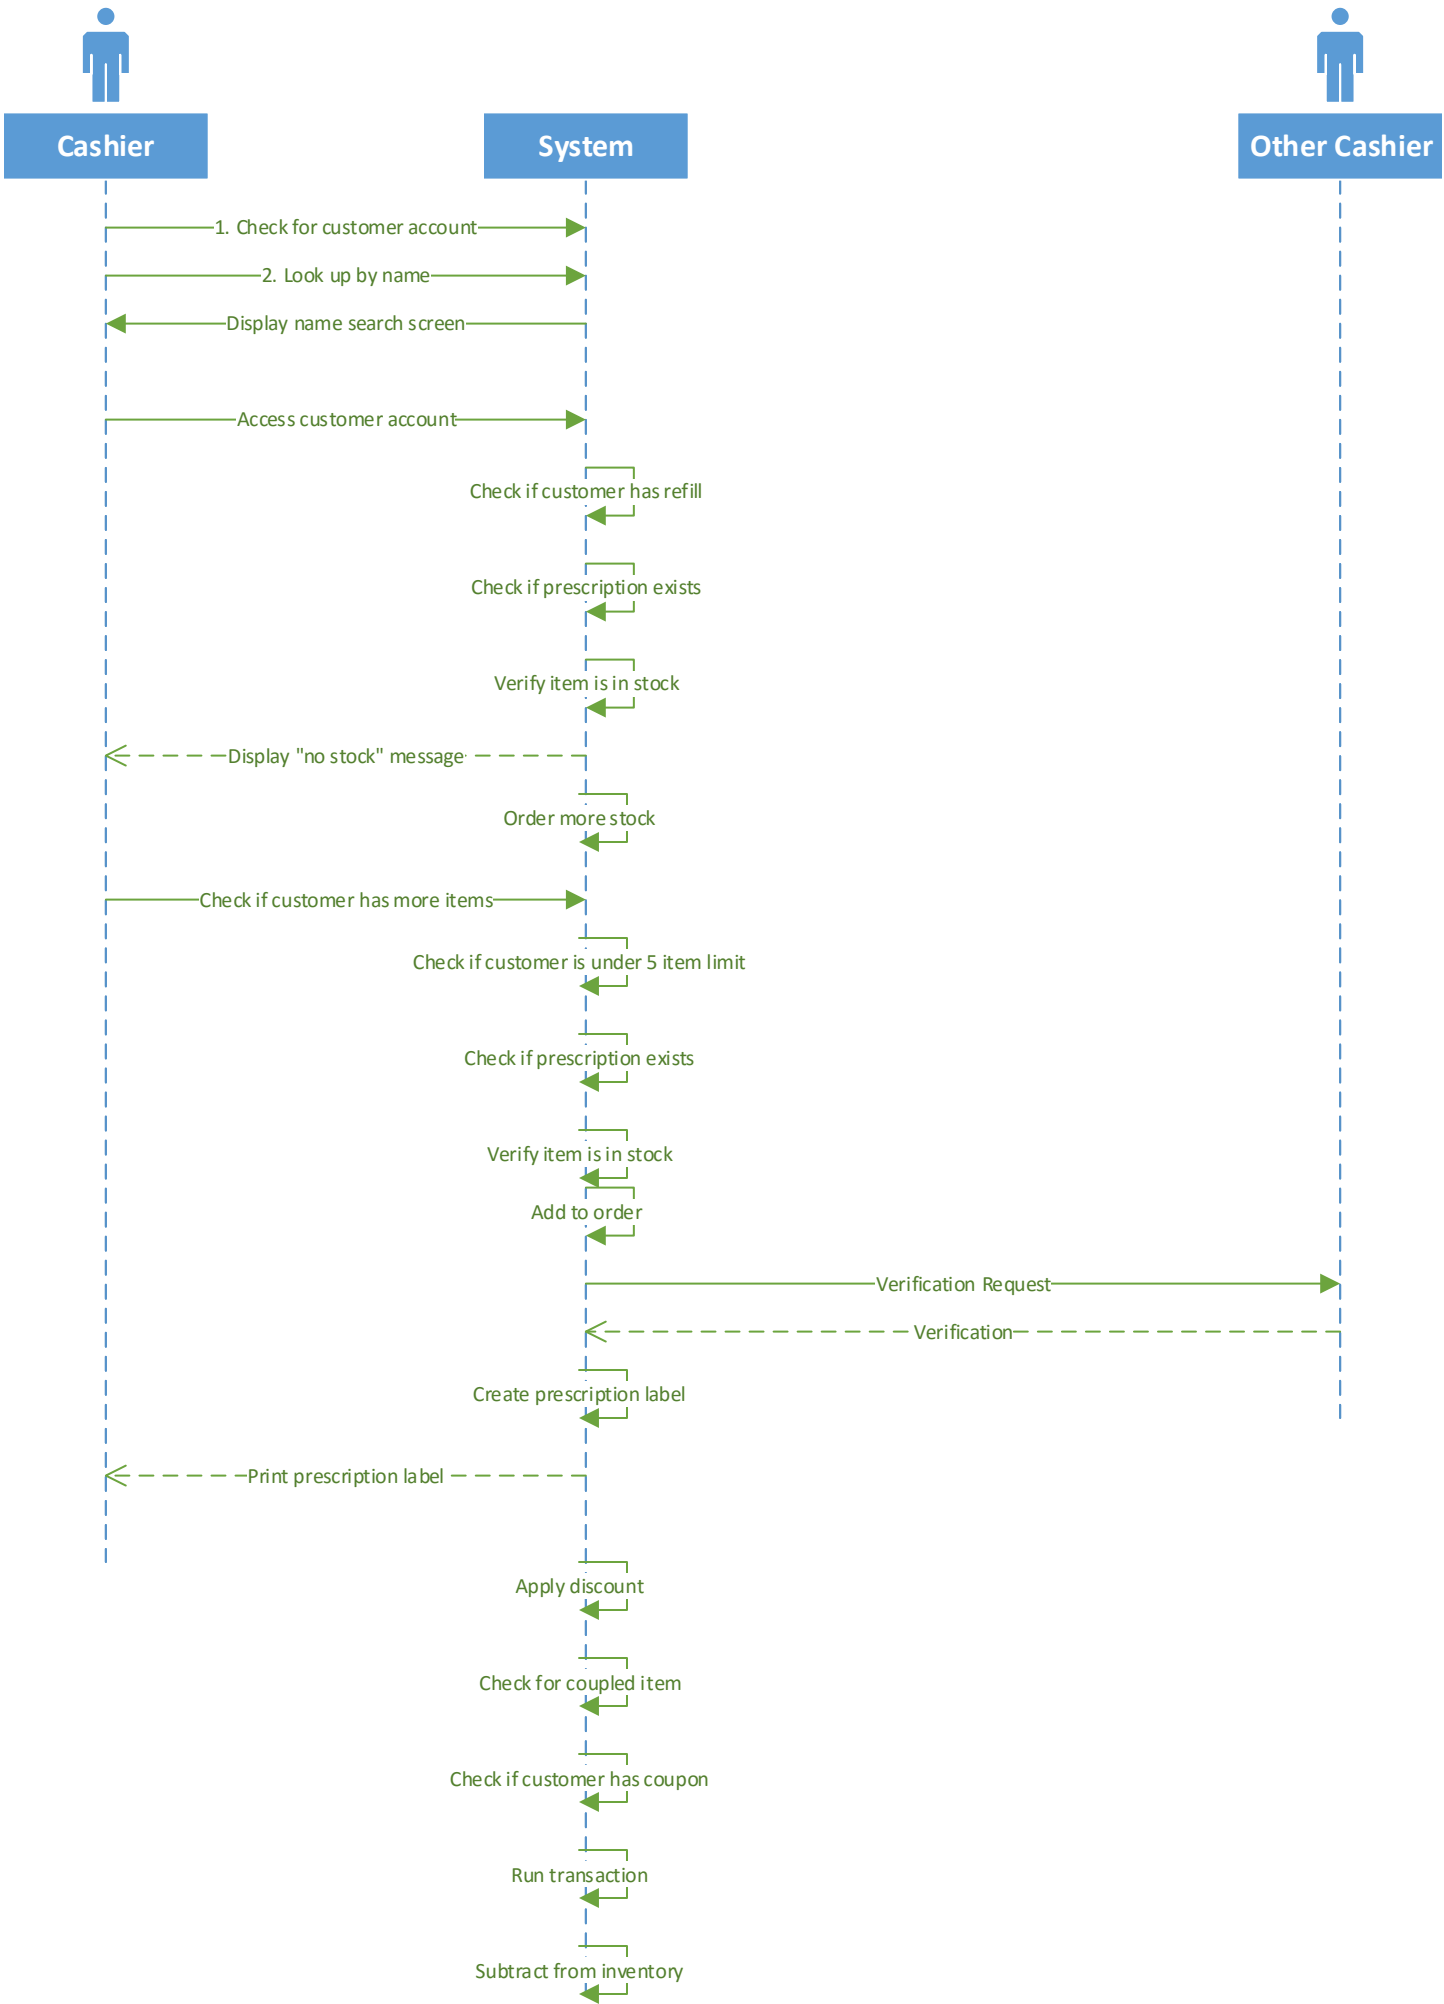 Cashier
System
Other Cashier
1. Check for customer account
2. Look up by name
Display name search screen
Access customer account
Check if customer has refill
Check if prescription exists
Verify item is in stock
Display "no stock" message
Order more stock
Check if customer has more items
Check if customer is under 5 item limit
Check if prescription exists
Verify item is in stock
Add to order
Verification Request
Verification
Create prescription label
Print prescription label
Apply discount
Check for coupled item
Check if customer has coupon
Run transaction
Subtract from inventory